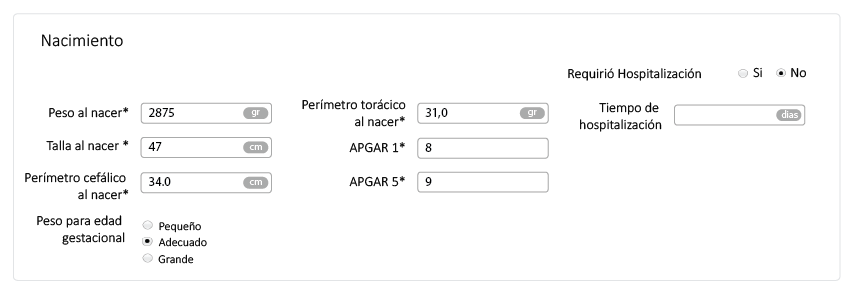 Nacimiento
Requirió Hospitalización Si No
Peso al nacer* 2875 gr
Perímetro torácico al nacer* 31,0 gr
Tiempo de hospitalización dias
Talla al nacer * 47 cm
APGAR 1* 8
Perímetro cefálico al nacer* 34.0 cm
APGAR 5* 9
Peso para edad gestacional
Pequeño
Adecuado
Grande